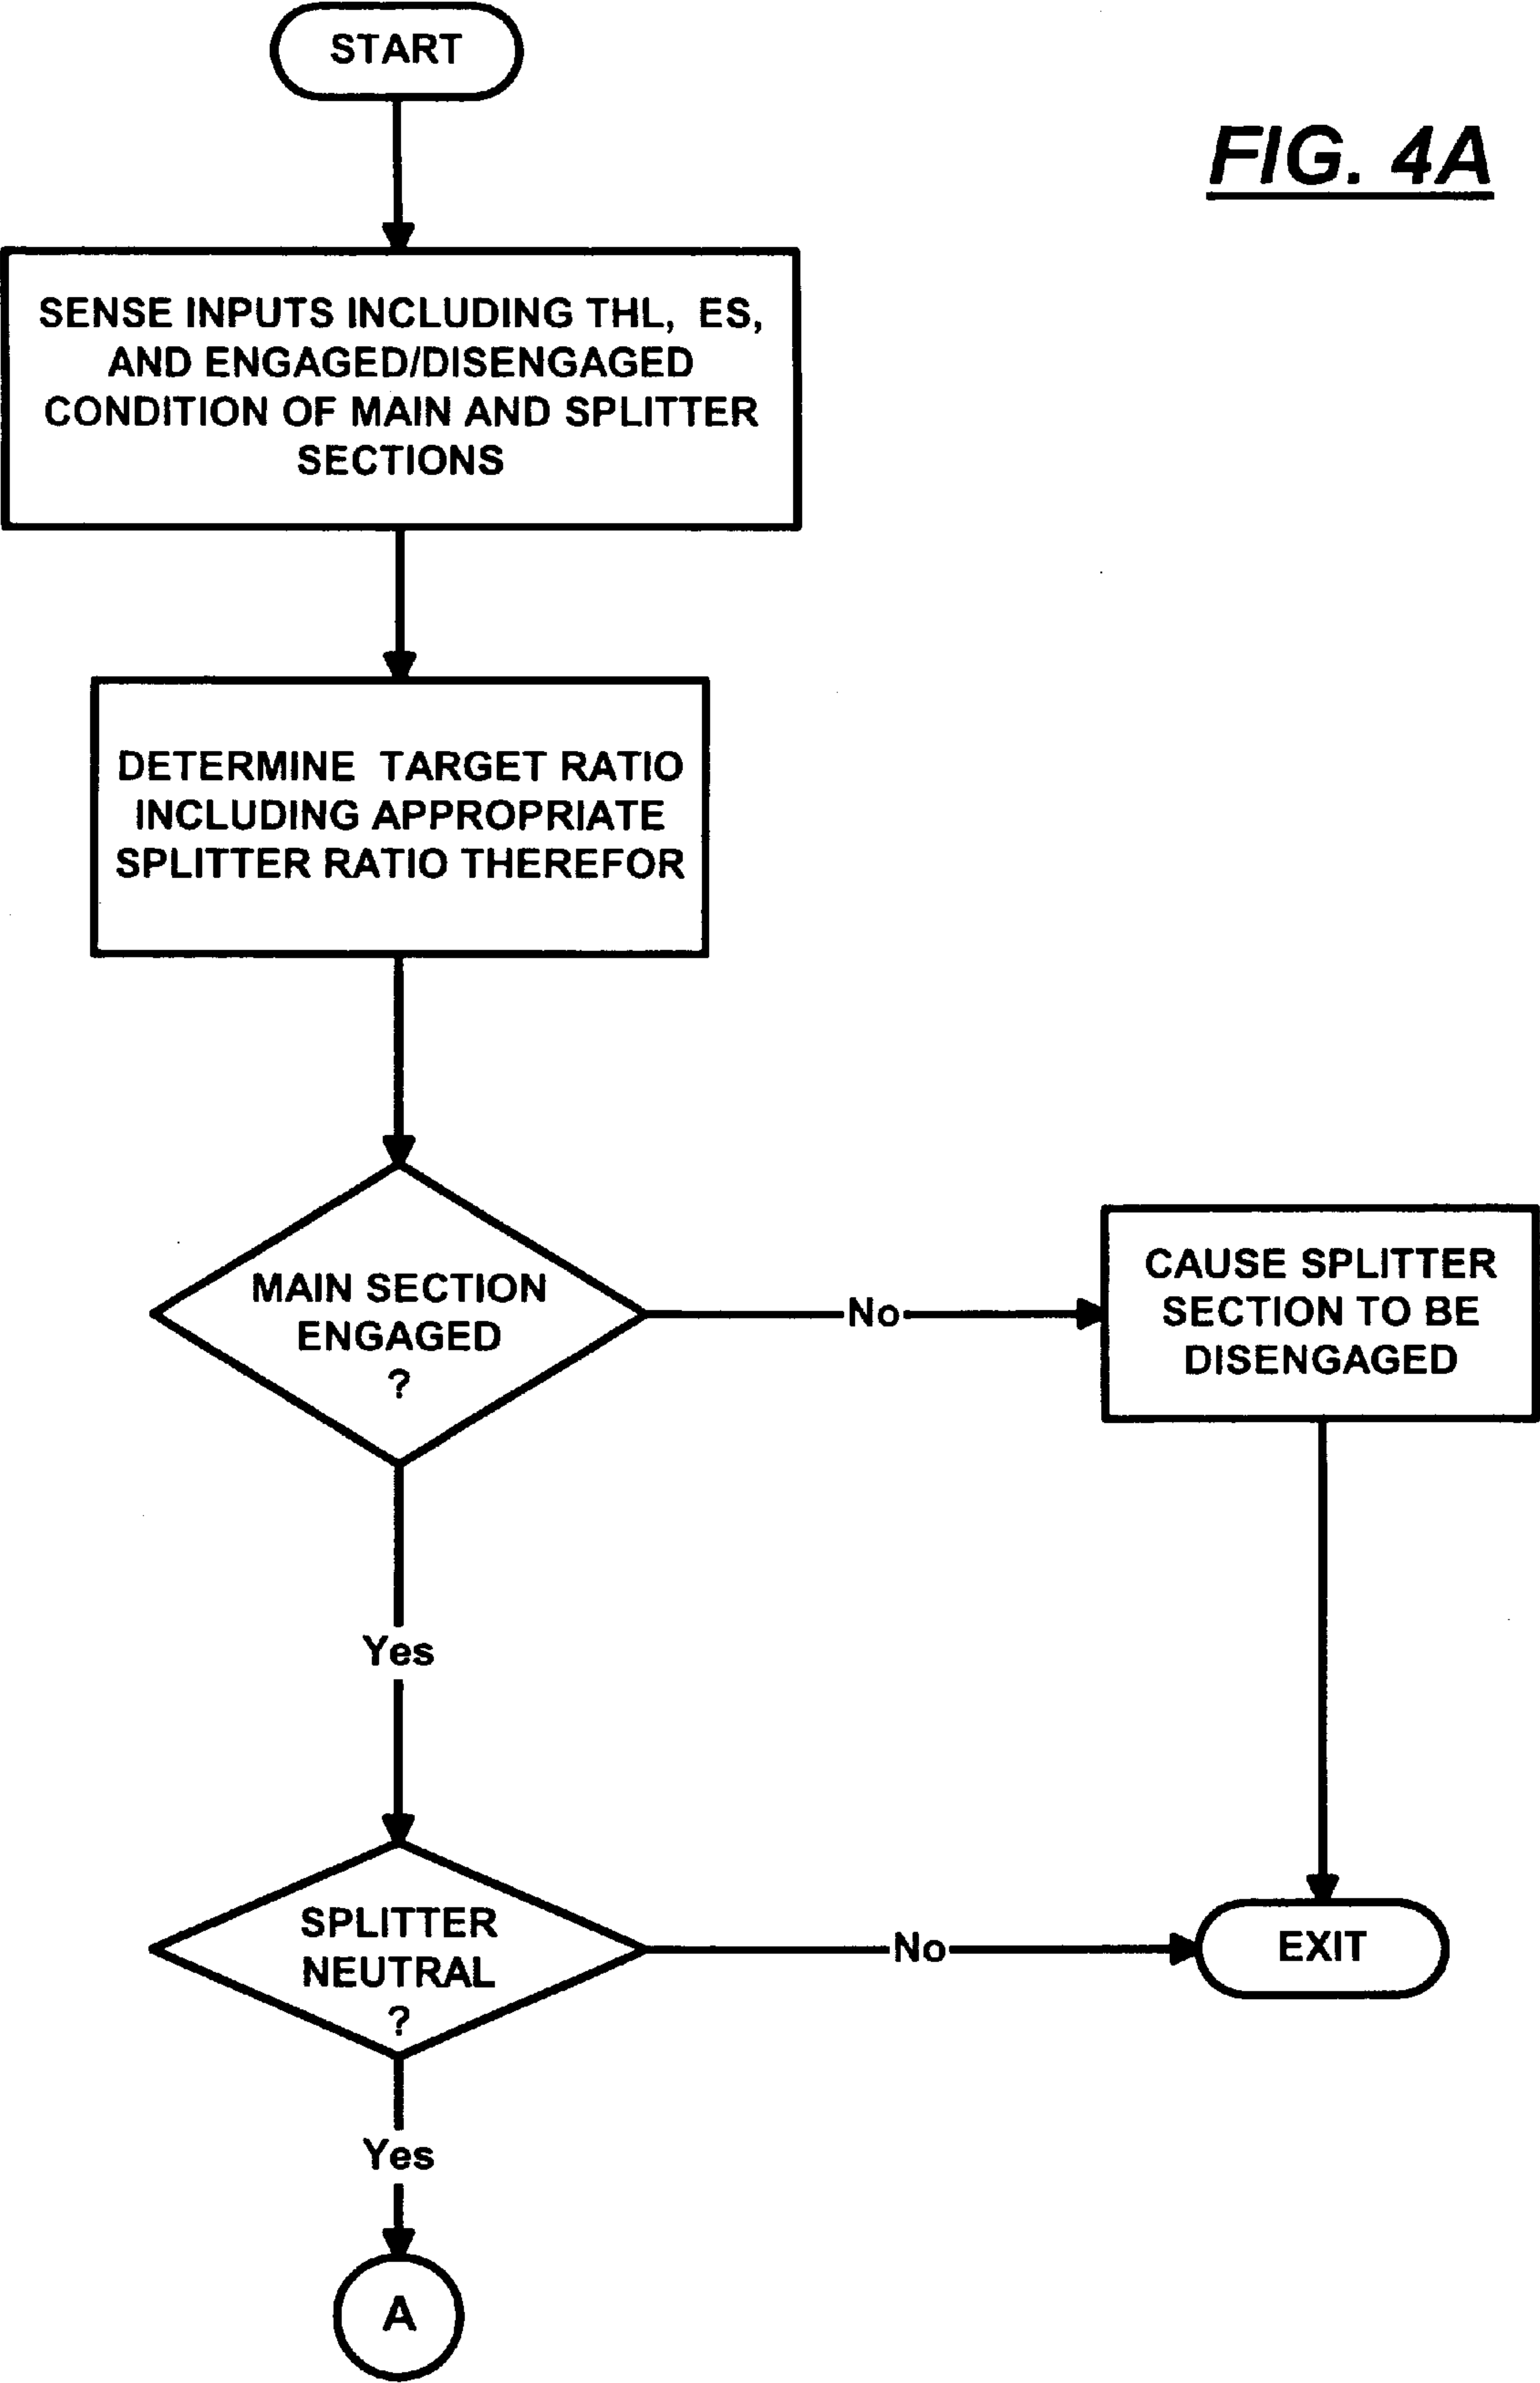 START
FIG. 4A
SENSE INPUTS INCLUDING THL, ES,
AND ENGAGED/DISENGAGED
CONDITION OF MAIN AND SPLITTER
SECTIONS
DETERMINE TARGET RATIO
INCLUDING APPROPRIATE
SPLITTER RATIO THEREFOR
MAIN SECTION
ENGAGED
?
No
CAUSE SPLITTER
SECTION TO BE
DISENGAGED
Yes
SPLITTER
NEUTRAL
?
No
EXIT
Yes
A